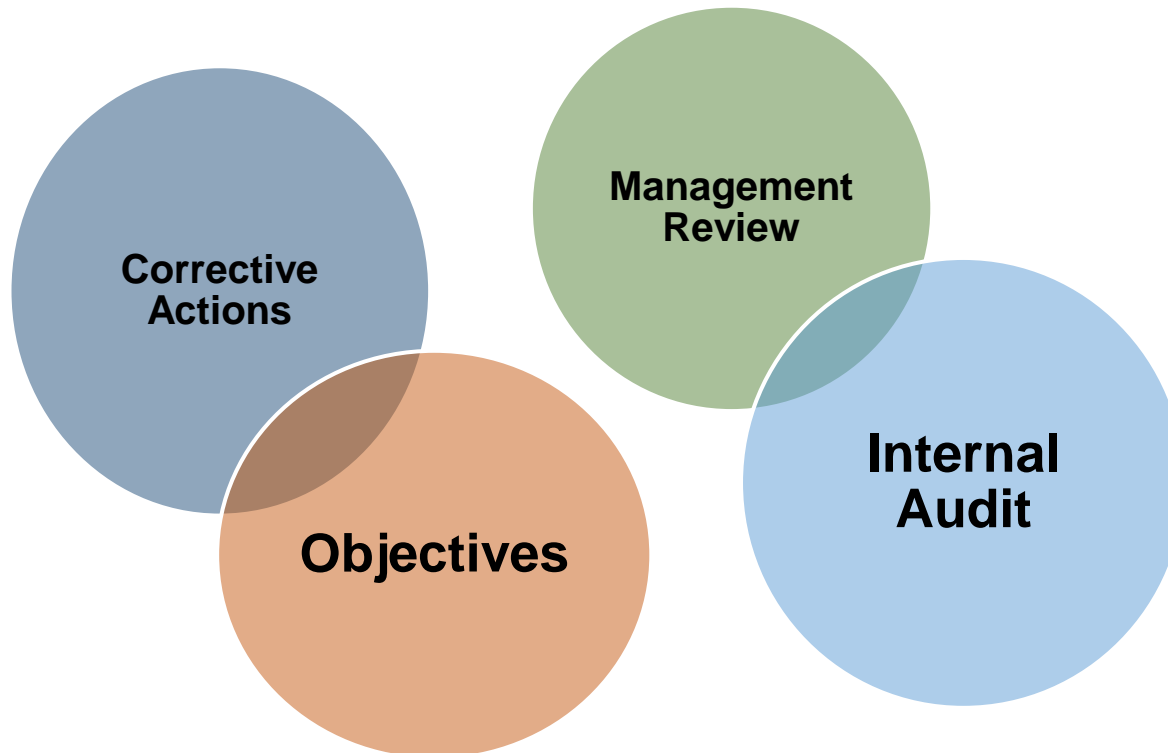 Corrective
Actions
Management
Review
Objectives
Internal
Audit